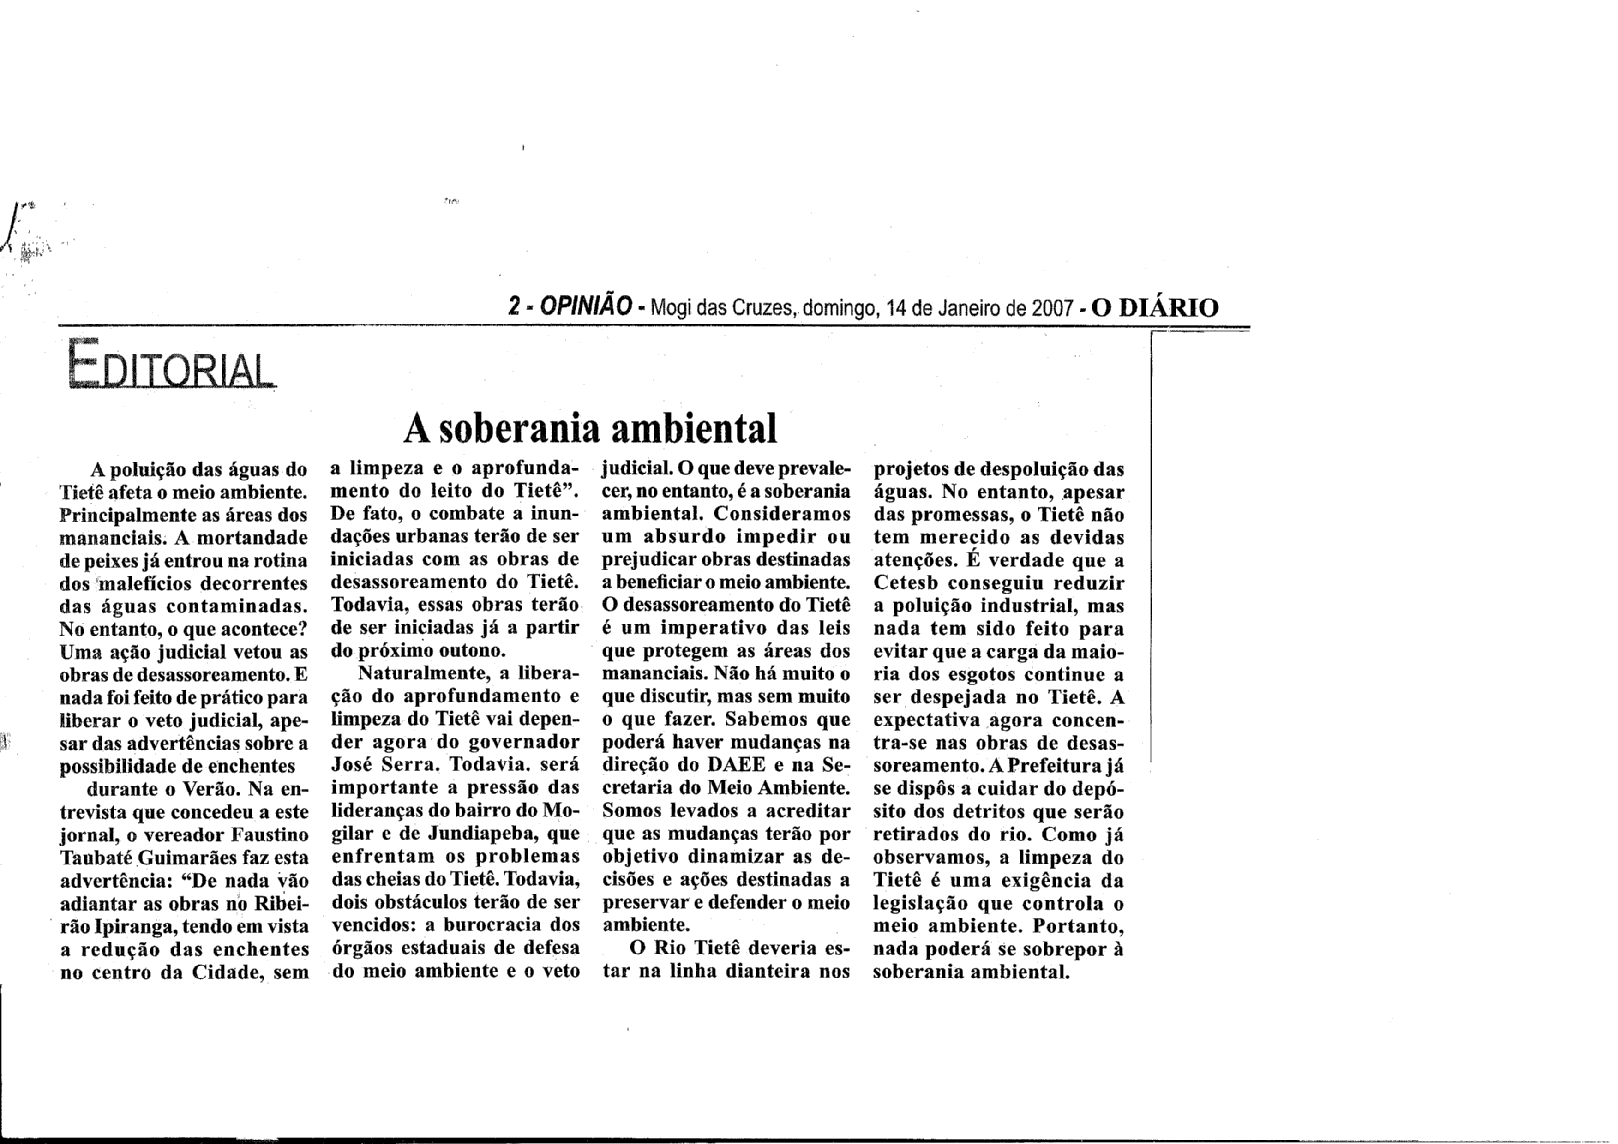 2 - OPINIÃO - Mogi das Cruzes, domingo, 14 de Janeiro de 2007 - O DIÁRIO
EDITORIAL
A soberania ambiental
A poluição das águas do
Tietê afeta o meio ambiente.
Principalmente as áreas dos
mananciais. A mortandade
de peixes já entrou na rotina
dos malefícios decorrentes
das águas contaminadas.
No entanto, o que acontece?
Uma ação judicial vetou as
obras de desassoreamento. E
nada foi feito de prático para
liberar o veto judicial, ape-
sar das advertências sobre a
possibilidade de enchentes
durante o Verão. Na en-
trevista que concedeu a este
jornal, o vereador Faustino
Taubaté Guimarães faz esta
advertência: “De nada vão
adiantar as obras no Ribei-
rão Ipiranga, tendo em vista
a redução das enchentes
no centro da Cidade, sem
a limpeza e o aprofunda-
mento do leito do Tietê”.
De fato, o combate a inun-
dações urbanas terão de ser
iniciadas com as obras de
desassoreamento do Tietê.
Todavia, essas obras terão
de ser iniciadas já a partir
do próximo outono.
Naturalmente, a libera-
ção do aprofundamento e
limpeza do Tietê vai depen-
der agora do governador
José Serra. Todavia. será
importante a pressão das
lideranças do bairro do Mo-
gilar e de Jundiapeba, que
enfrentam os problemas
das cheias do Tietê. Todavia,
dois obstáculos terão de ser
vencidos: a burocracia dos
órgãos estaduais de defesa
do meio ambiente e o veto
judicial. O que deve prevale-
cer, no entanto, é a soberania
ambiental. Consideramos
um absurdo impedir ou
prejudicar obras destinadas
a beneficiar o meio ambiente.
O desassoreamento do Tietê
é um imperativo das leis
que protegem as áreas dos
mananciais. Não há muito o
que discutir, mas sem muito
o que fazer. Sabemos que
poderá haver mudanças na
direção do DAEE e na Se-
cretaria do Meio Ambiente.
Somos levados a acreditar
que as mudanças terão por
objetivo dinamizar as de-
cisões e ações destinadas a
preservar e defender o meio
ambiente.
O Rio Tietê deveria es-
tar na linha dianteira nos
projetos de despoluição das
águas. No entanto, apesar
das promessas, o Tietê não
tem merecido as devidas
atenções. É verdade que a
Cetesb conseguiu reduzir
a poluição industrial, mas
nada tem sido feito para
evitar que a carga da maio-
ria dos esgotos continue a
ser despejada no Tietê. A
expectativa agora concen-
tra-se nas obras de desas-
soreamento. A Prefeitura já
se dispôs a cuidar do depó-
sito dos detritos que serão
retirados do rio. Como já
observamos, a limpeza do
Tietê é uma exigência da
legislação que controla o
meio ambiente. Portanto,
nada poderá se sobrepor à
soberania ambiental.